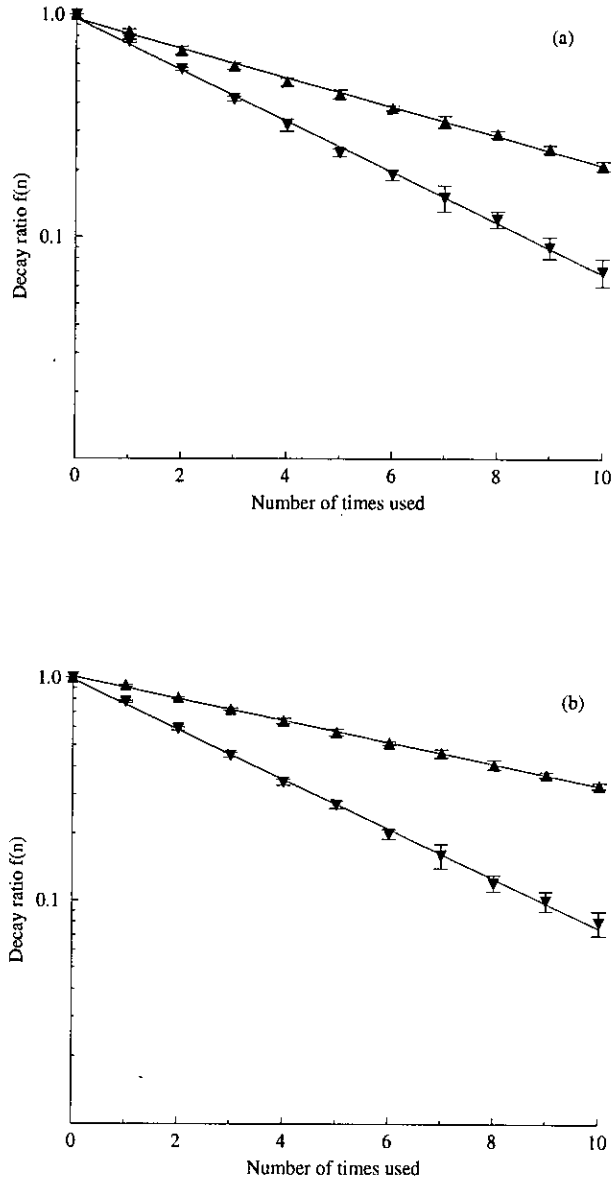 1.0
(a)
Decay ratio f(n)
0.1
0 2 4 6 8 10
Number of times used
1.0
(b)
Decay ratio f(n)
0.1
0 2 4 6 8 10
Number of times used